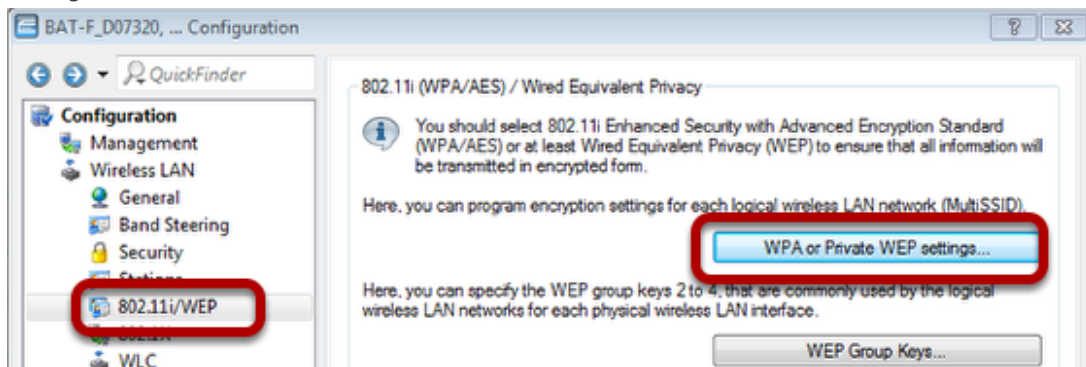 BAT-F_D07320, ... Configuration
QuickFinder
Configuration
Management
Wireless LAN
General
Band Steering
Security
Stations
802.11i/WEP
802.1X
WLC
802.11i (WPA/AES) / Wired Equivalent Privacy
You should select 802.11i Enhanced Security with Advanced Encryption Standard
(WPA/AES) or at least Wired Equivalent Privacy (WEP) to ensure that all information will
be transmitted in encrypted form.
Here, you can program encryption settings for each logical wireless LAN network (MultiSSID).
WPA or Private WEP settings...
Here, you can specify the WEP group keys 2 to 4, that are commonly used by the logical
wireless LAN networks for each physical wireless LAN interface.
WEP Group Keys...